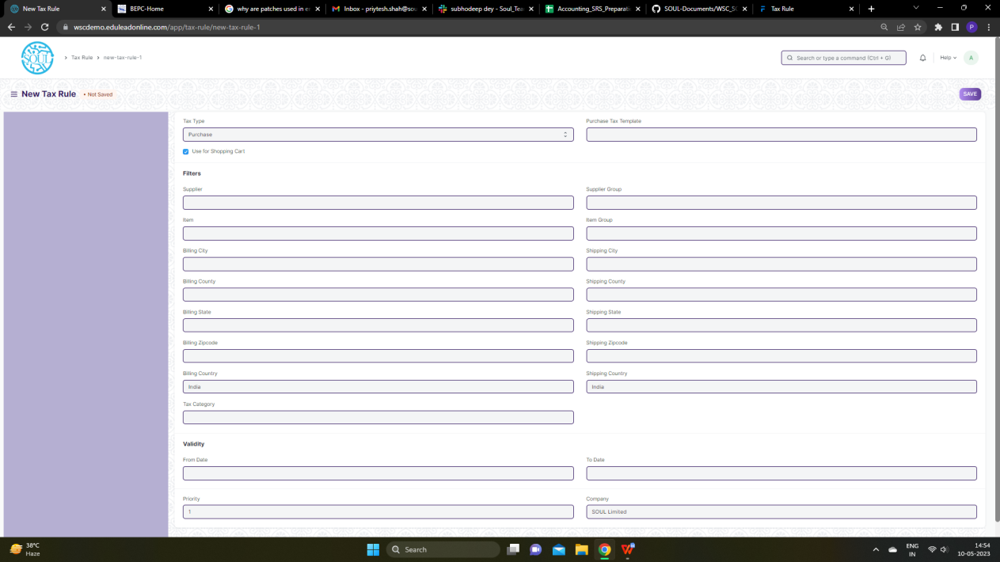 New Tax Rule
BEPC-Home
why are patches used in e
Inbox - priytesh.shah@sou
subhodeep dey - Soul_Tea
Accounting_SRS_Preparati
SOUL-Documents/WSC_S
Tax Rule
wscdemo.eduleadonline.com/app/tax-rule/new-tax-rule-1
P
SOUL
Tax Rule
new-tax-rule-1
Search or type a command (Ctrl + G)
Help
A
New Tax Rule
• Not Saved
SAVE
Tax Type
Purchase Tax Template
Purchase
Use for Shopping Cart
Filters
Supplier
Supplier Group
Item
Item Group
Billing City
Shipping City
Billing County
Shipping County
Billing State
Shipping State
Billing Zipcode
Shipping Zipcode
Billing Country
Shipping Country
India
India
Tax Category
Validity
From Date
To Date
Priority
Company
1
SOUL Limited
38°C
Haze
Search
ENG
IN
14:54
10-05-2023